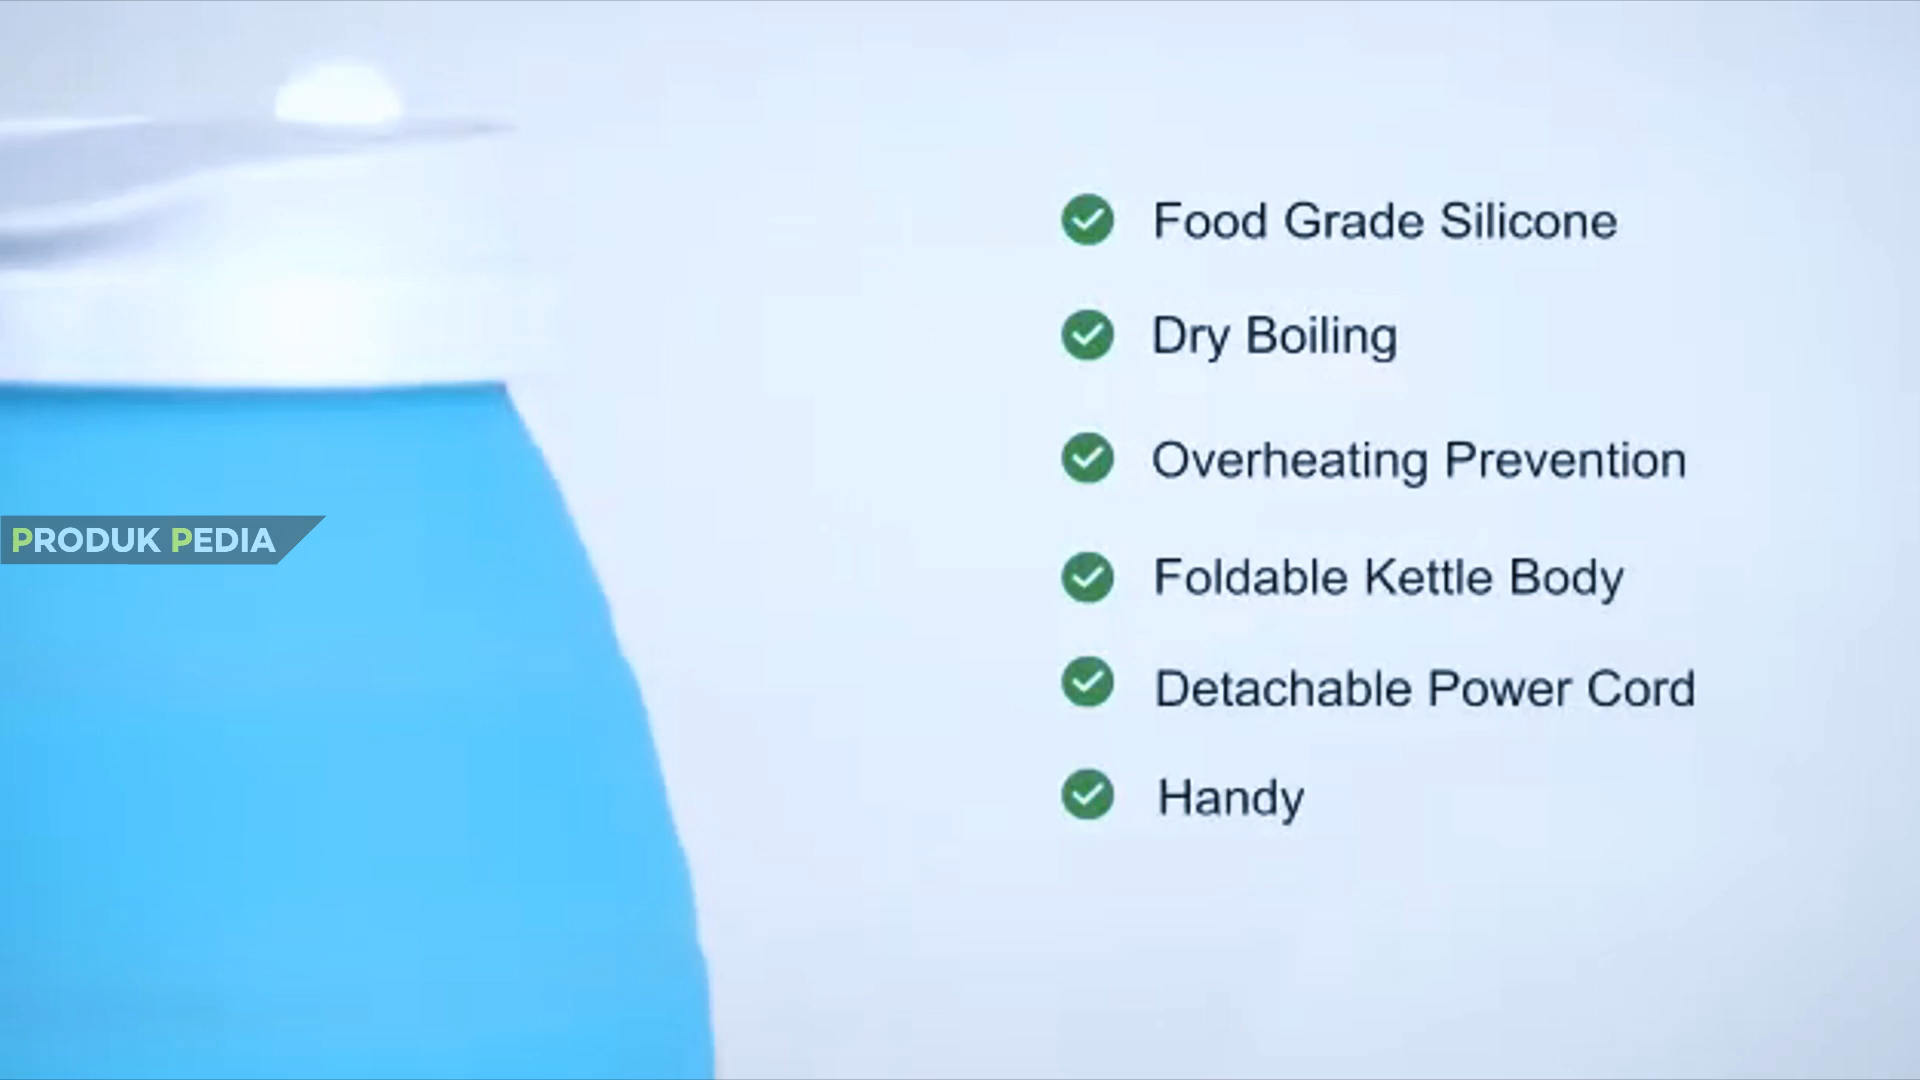 Food Grade Silicone
Dry Boiling
Overheating Prevention
PRODUK PEDIA
Foldable Kettle Body
Detachable Power Cord
Handy